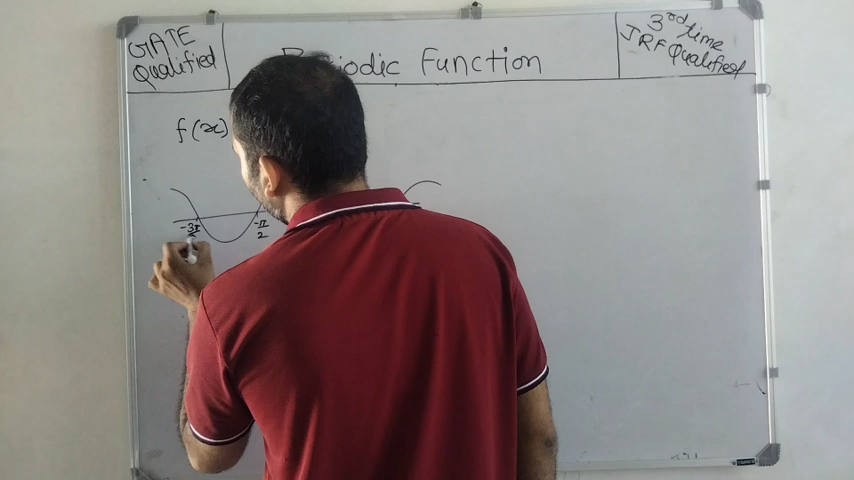 GATE
Qualified
Periodic Function
3rd time
JRF Qualified
f(x)
-3π
-π
2